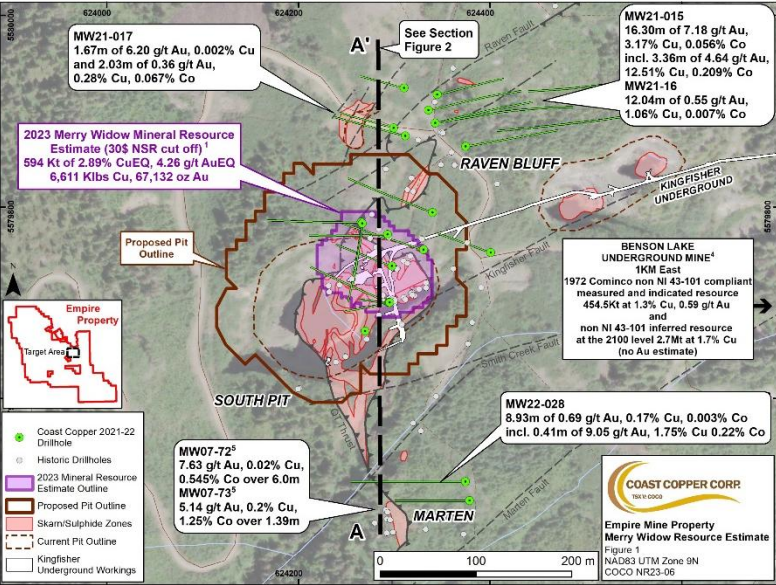 624000
624200
624400
5580000
5579800
MW21-017
1.67m of 6.20 g/t Au, 0.002% Cu
and 2.03m of 0.36 g/t Au,
0.28% Cu, 0.067% Co
A'
See Section
Figure 2
Raven Fault
MW21-015
16.30m of 7.18 g/t Au,
3.17% Cu, 0.056% Co
incl. 3.36m of 4.64 g/t Au,
12.51% Cu, 0.209% Co
MW21-16
12.04m of 0.55 g/t Au,
1.06% Cu, 0.007% Co
2023 Merry Widow Mineral Resource
Estimate (30$ NSR cut off)¹
594 Kt of 2.89% CuEQ, 4.26 g/t AuEQ
6,611 Klbs Cu, 67,132 oz Au
RAVEN BLUFF
KINGFISHER
UNDERGROUND
Proposed Pit
Outline
Kingfisher Fault
BENSON LAKE
UNDERGROUND MINE⁴
1KM East
1972 Cominco non NI 43-101 compliant
measured and indicated resource
454.5Kt at 1.3% Cu, 0.59 g/t Au
and
non NI 43-101 inferred resource
at the 2100 level 2.7Mt at 1.7% Cu
(no Au estimate)
Empire
Property
Target Area
Smith Creek Fault
SOUTH PIT
Thrust
MW22-028
8.93m of 0.69 g/t Au, 0.17% Cu, 0.003% Co
incl. 0.41m of 9.05 g/t Au, 1.75% Cu 0.22% Co
Coast Copper 2021-22
Drillhole
Historic Drillholes
2023 Mineral Resource
Estimate Outline
Proposed Pit Outline
Skarn/Sulphide Zones
Current Pit Outline
Kingfisher
Underground Workings
MW07-72⁵
7.63 g/t Au, 0.02% Cu,
0.545% Co over 6.0m
MW07-73⁵
5.14 g/t Au, 0.2% Cu,
1.25% Co over 1.39m
Marten Fault
MARTEN
A
0 100 200 m
624200
COAST COPPER CORP.
TSX V: COCO
Empire Mine Property
Merry Widow Resource Estimate
Figure 1
NAD83 UTM Zone 9N
COCO NR23-06